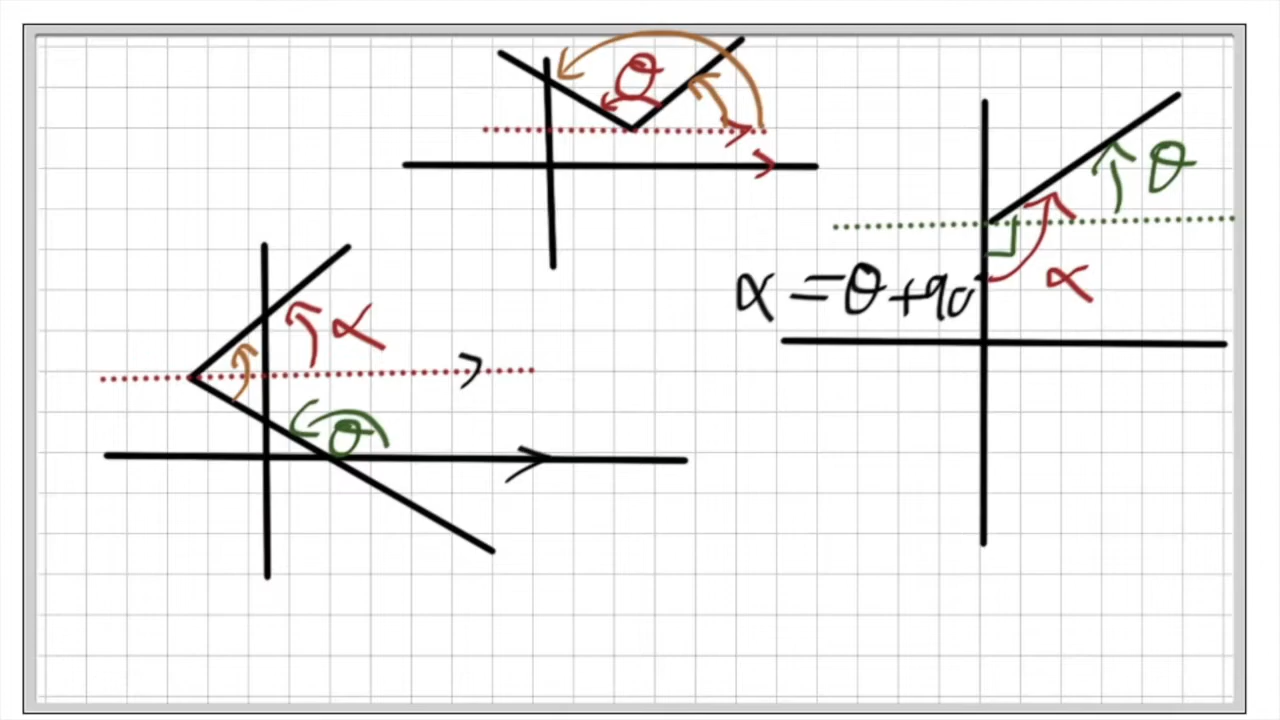 θ
θ
α = θ + 90
α
α
θ